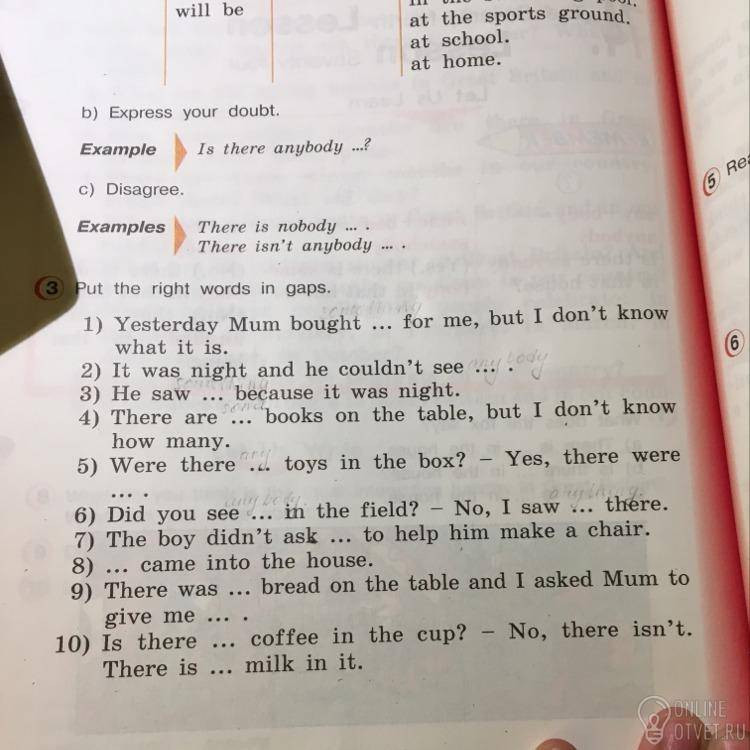 will be
at the sports ground.
at school.
at home.
b) Express your doubt.
Example Is there anybody ...?
c) Disagree.
Examples There is nobody ... .
There isn't anybody ... .
3 Put the right words in gaps.
something
1) Yesterday Mum bought ... for me, but I don't know
what it is.
2) It was night and he couldn't see ... . anybody
something
3) He saw ... because it was night.
some
4) There are ... books on the table, but I don't know
how many.
any
5) Were there ... toys in the box? – Yes, there were
... .
anybody anything
6) Did you see ... in the field? – No, I saw ... there.
7) The boy didn't ask ... to help him make a chair.
8) ... came into the house.
9) There was ... bread on the table and I asked Mum to
give me ... .
10) Is there ... coffee in the cup? – No, there isn't.
There is ... milk in it.
5
6
ONLINE
OTVET.RU